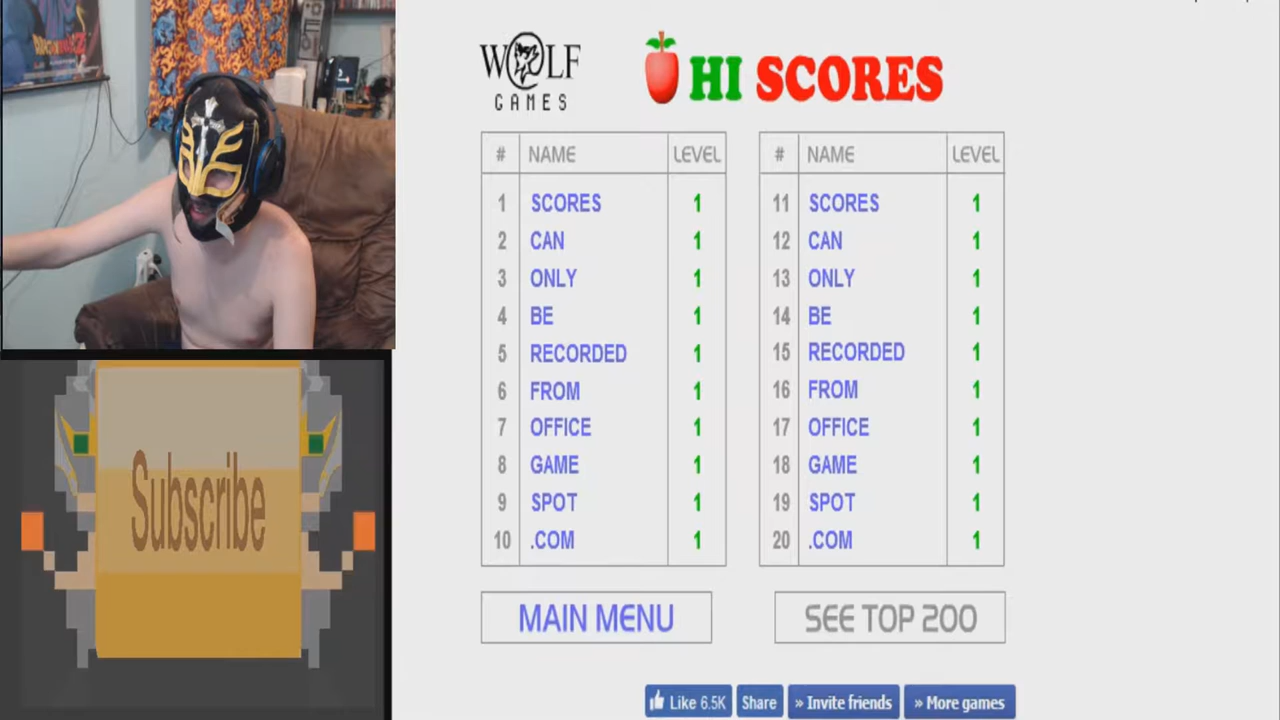 WOLF
GAMES
HI SCORES
# NAME LEVEL
1 SCORES 1
2 CAN 1
3 ONLY 1
4 BE 1
5 RECORDED 1
6 FROM 1
7 OFFICE 1
8 GAME 1
9 SPOT 1
10 .COM 1
# NAME LEVEL
11 SCORES 1
12 CAN 1
13 ONLY 1
14 BE 1
15 RECORDED 1
16 FROM 1
17 OFFICE 1
18 GAME 1
19 SPOT 1
20 .COM 1
MAIN MENU
SEE TOP 200
Like 6.5K
Share
» Invite friends
» More games
Subscribe